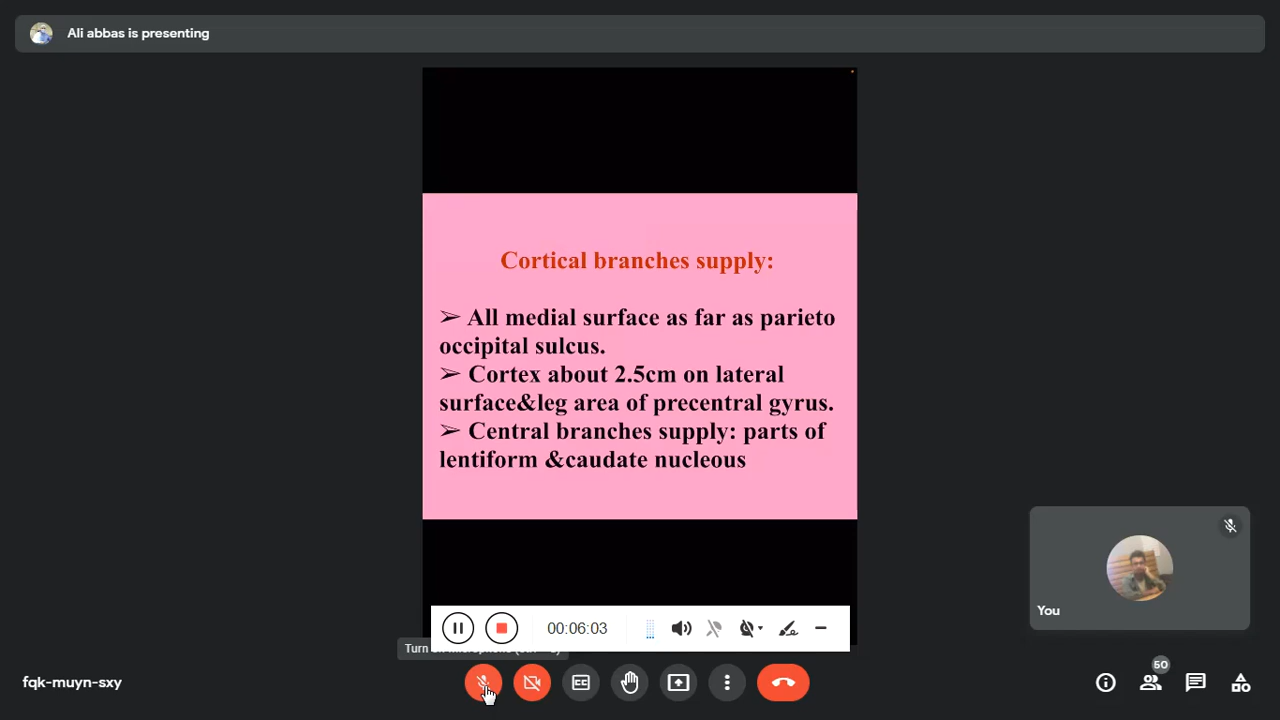 Ali abbas is presenting
Cortical branches supply:
➢ All medial surface as far as parieto
occipital sulcus.
➢ Cortex about 2.5cm on lateral
surface&leg area of precentral gyrus.
➢ Central branches supply: parts of
lentiform &caudate nucleous
You
00:06:03
50
fqk-muyn-sxy